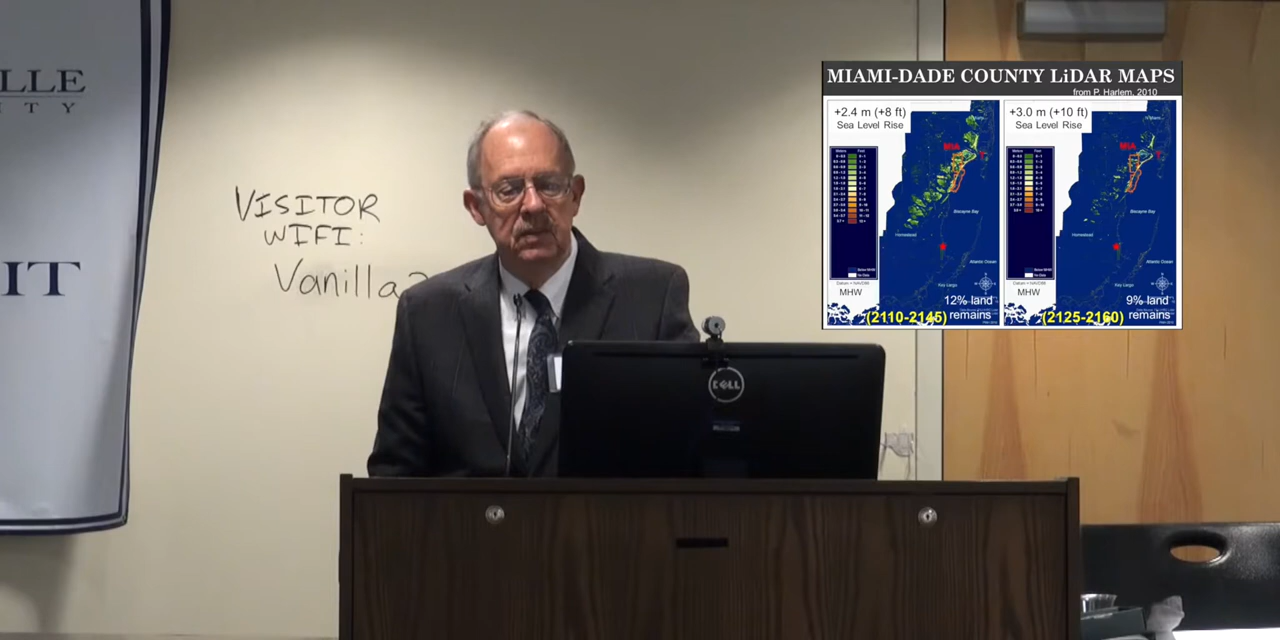 LLE
ITY
IT
VISITOR
WIFI:
Vanilla
DELL
MIAMI-DADE COUNTY LiDAR MAPS
from P. Harlem, 2010
+2.4 m (+8 ft)
Sea Level Rise
MIA
Biscayne Bay
Homestead
Atlantic Ocean
Key Largo
MHW
12% land
remains
(2110-2145)
+3.0 m (+10 ft)
Sea Level Rise
N Miami
MIA
Biscayne Bay
Homestead
Atlantic Ocean
Key Largo
MHW
9% land
remains
(2125-2160)